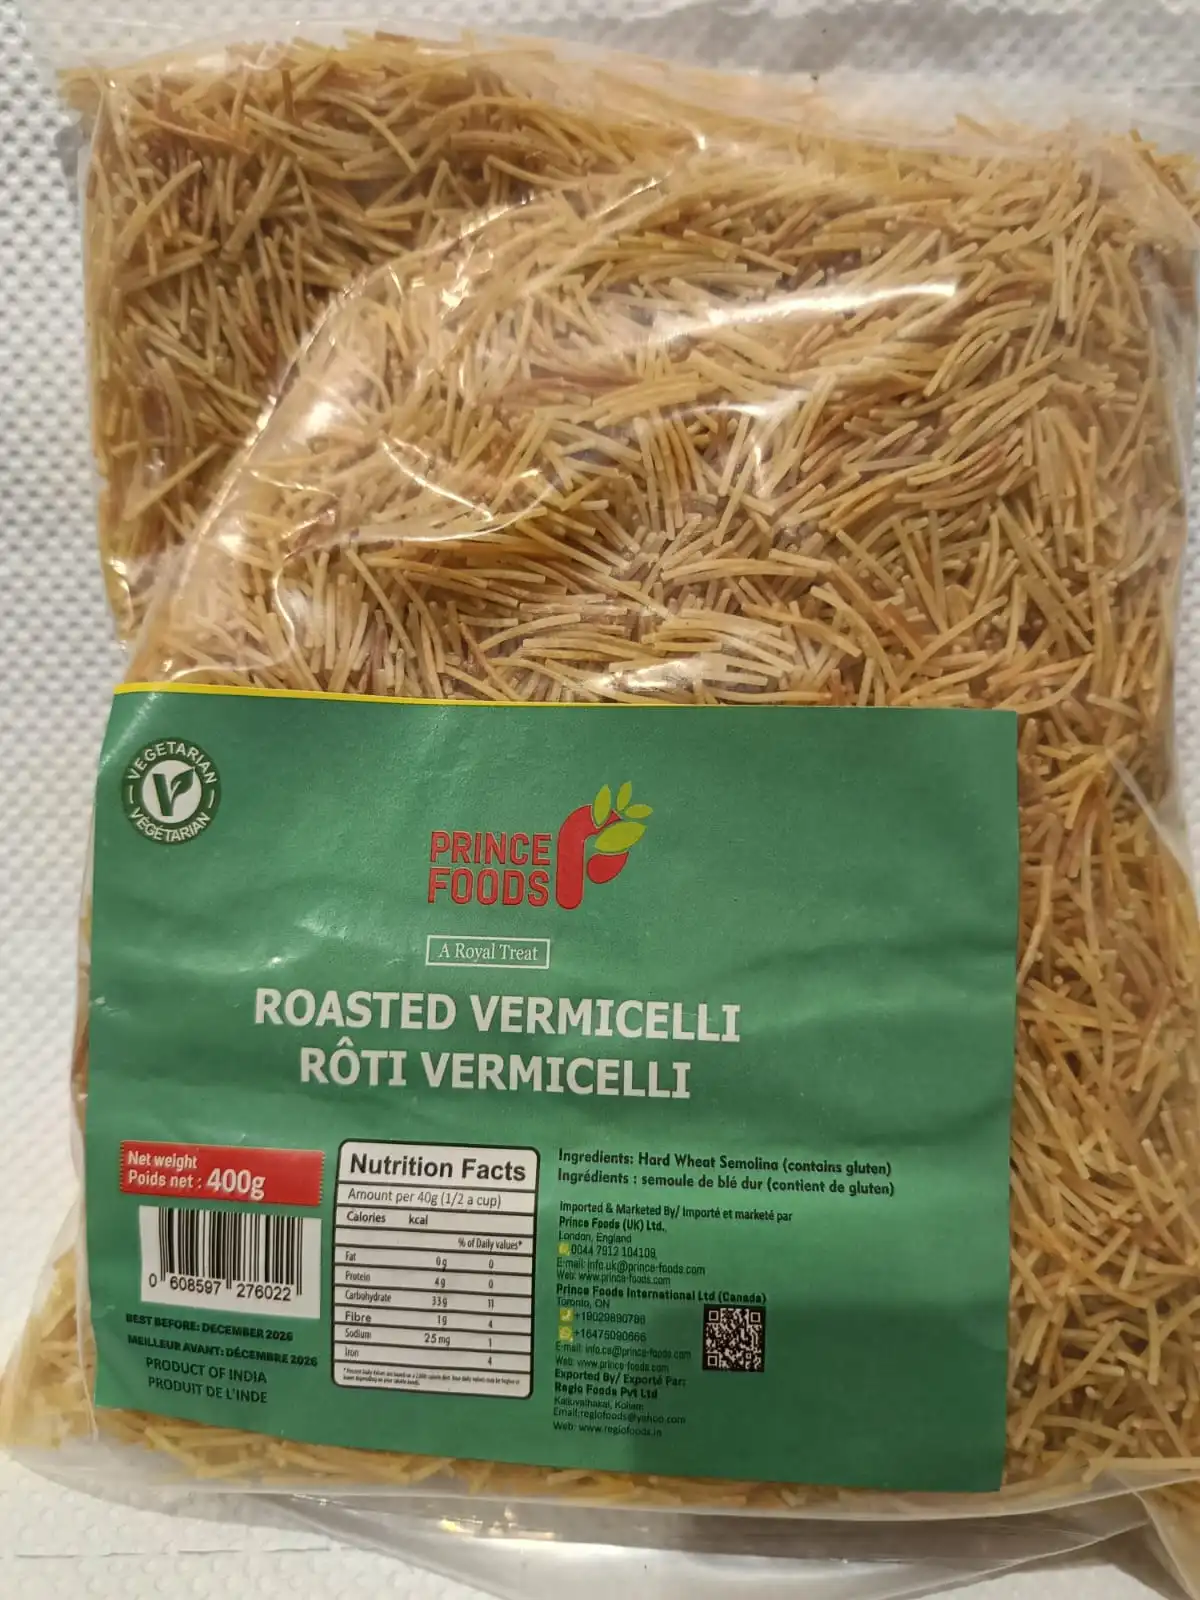 VEGETARIAN
VÉGÉTARIAN
PRINCE
FOODS
A Royal Treat
ROASTED VERMICELLI
RÔTI VERMICELLI
Net weight
Poids net : 400g
0 608597 276022
BEST BEFORE: DECEMBER 2026
MEILLEUR AVANT: DÉCEMBRE 2026
PRODUCT OF INDIA
PRODUIT DE L'INDE
Nutrition Facts
Amount per 40g (1/2 a cup)
Calories kcal
% of Daily values*
Fat 0g 0
Protein 4g 0
Carbohydrate 33g 11
Fibre 1g 4
Sodium 25 mg 1
Iron 4
Ingredients: Hard Wheat Semolina (contains gluten)
Ingrédients : semoule de blé dur (contient de gluten)
Imported & Marketed By/ Importé et marketé par
Prince Foods (UK) Ltd.
London, England
0044 7912 104109
E-mail: info.uk@prince-foods.com
Web: www.prince-foods.com
Prince Foods International Ltd (Canada)
Toronto, ON
+19029890786
+16475090666
E-mail: info.ca@prince-foods.com
Web: www.prince-foods.com
Exported By/ Exporté Par:
Regio Foods Pvt Ltd
Kollam
Email:regiofoods@yahoo.com
Web: www.regiofoods.in